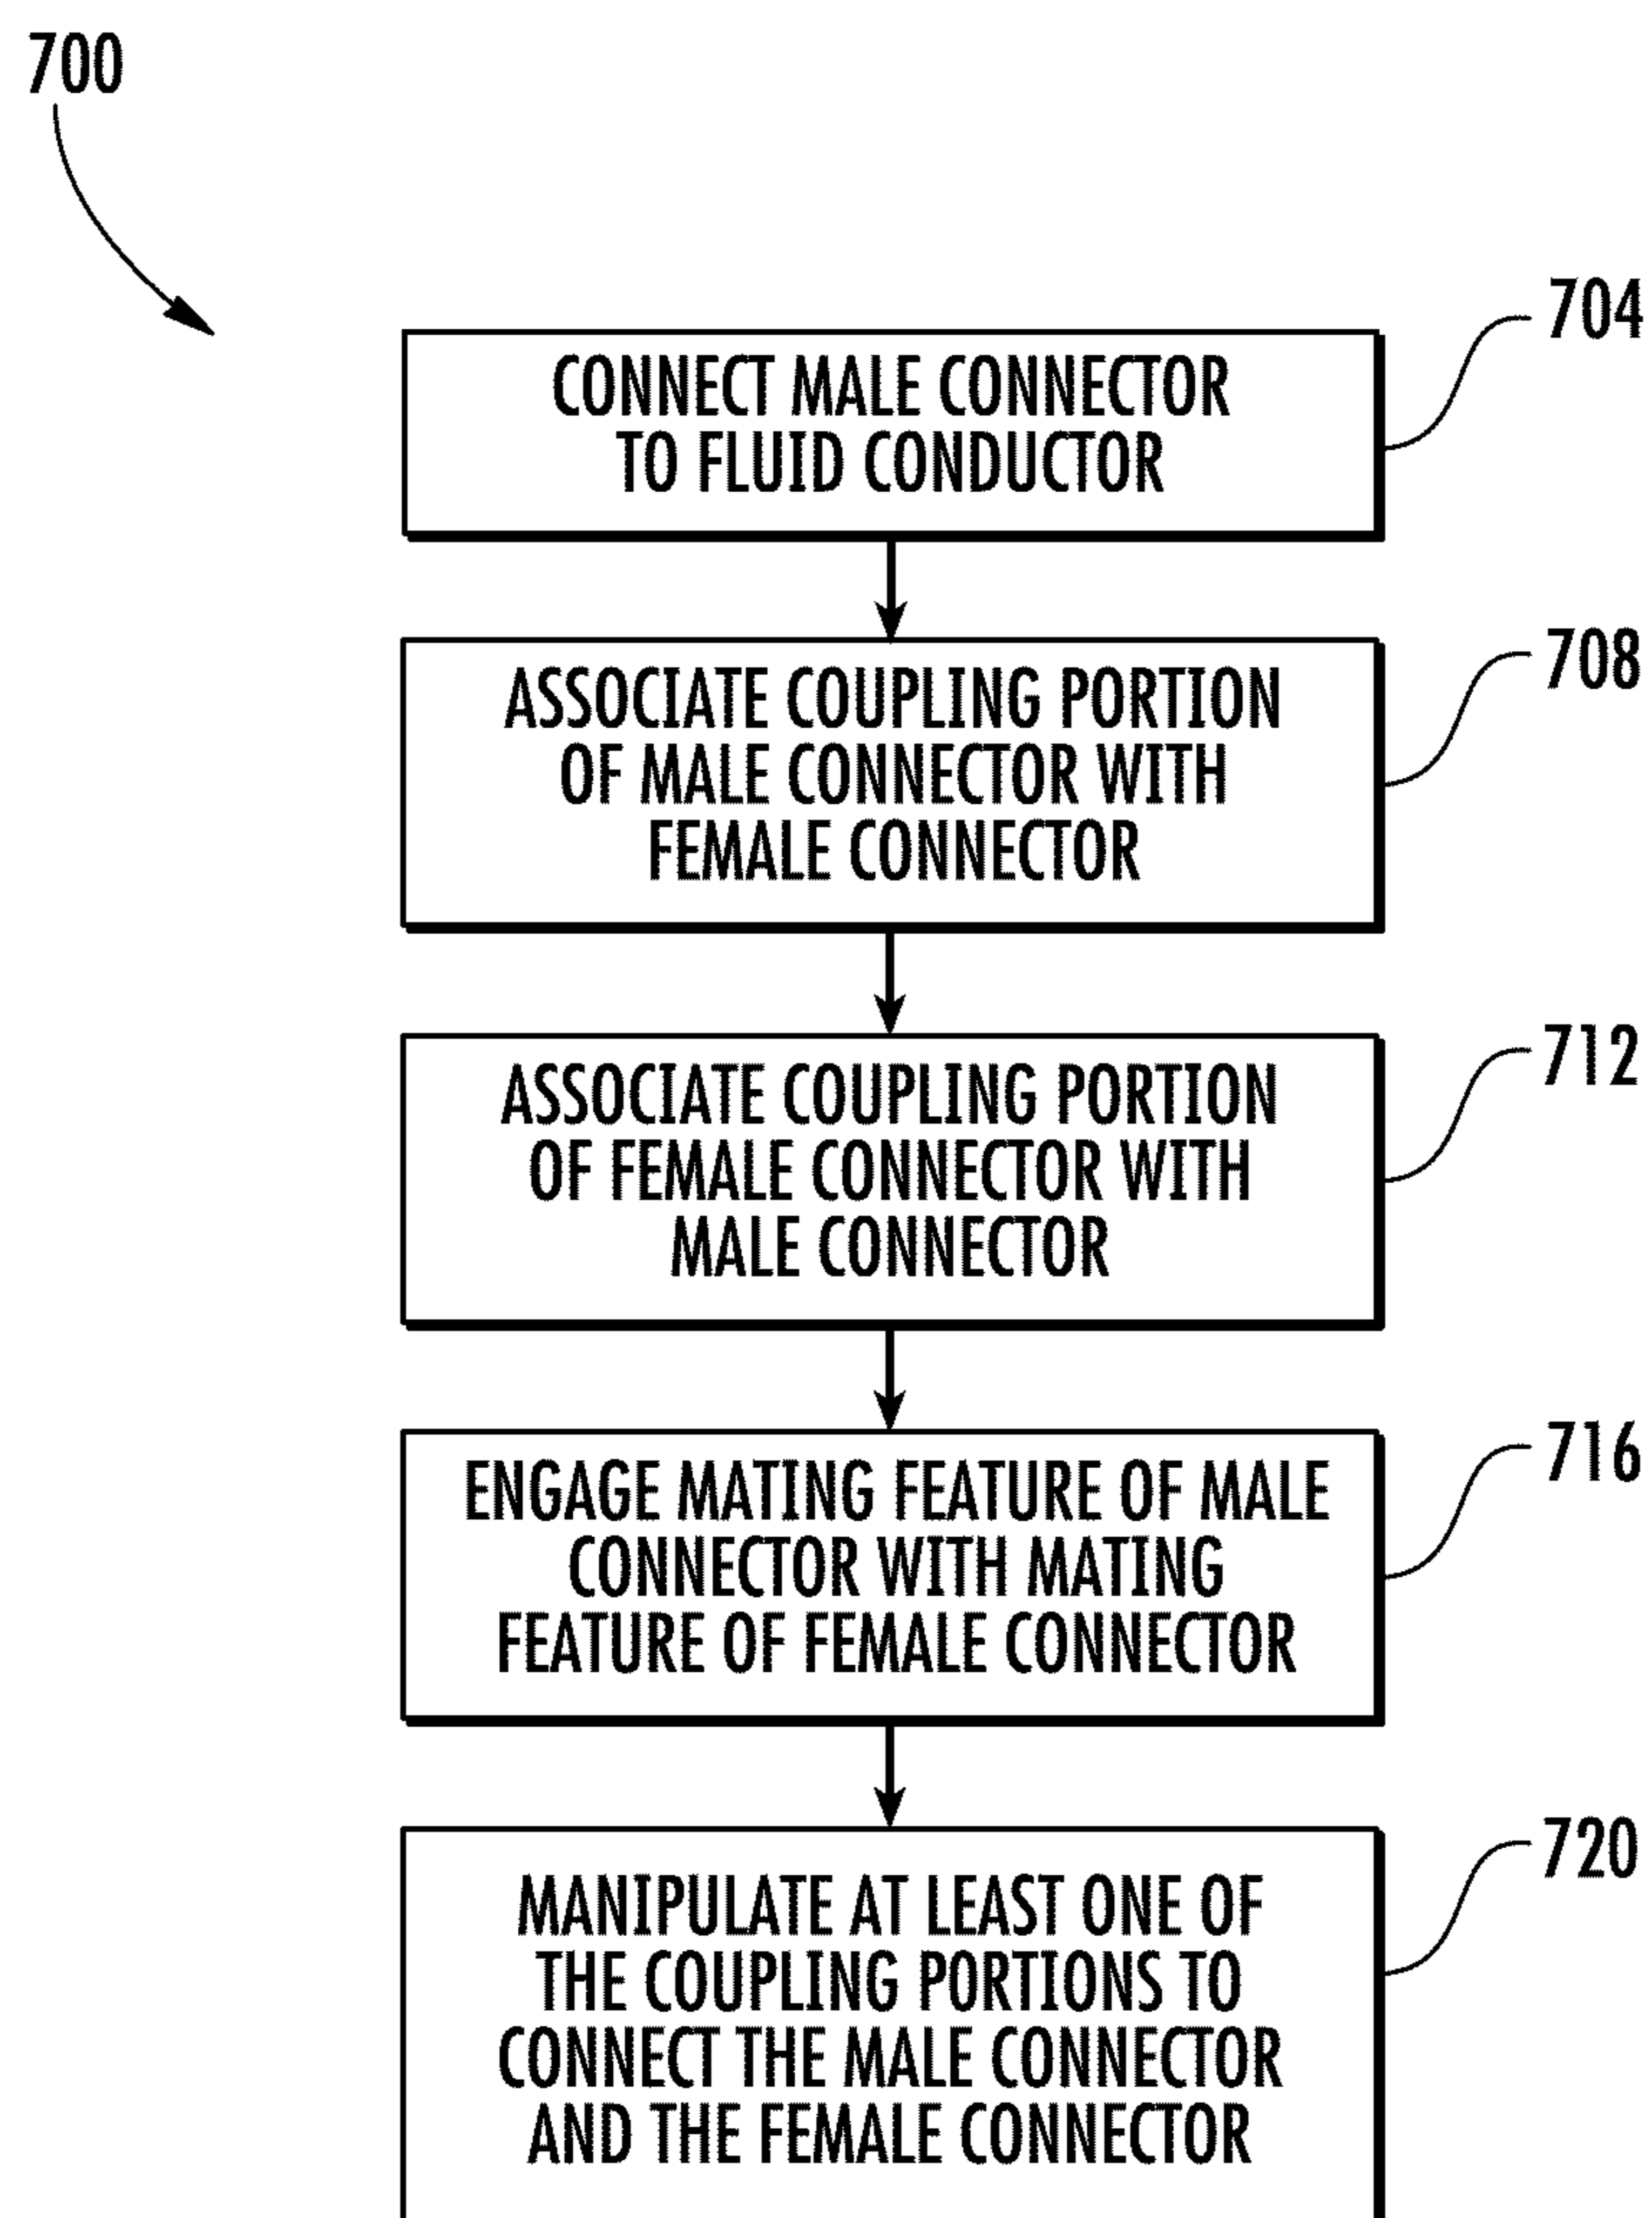 700
704
CONNECT MALE CONNECTOR
TO FLUID CONDUCTOR
708
ASSOCIATE COUPLING PORTION
OF MALE CONNECTOR WITH
FEMALE CONNECTOR
712
ASSOCIATE COUPLING PORTION
OF FEMALE CONNECTOR WITH
MALE CONNECTOR
716
ENGAGE MATING FEATURE OF MALE
CONNECTOR WITH MATING
FEATURE OF FEMALE CONNECTOR
720
MANIPULATE AT LEAST ONE OF
THE COUPLING PORTIONS TO
CONNECT THE MALE CONNECTOR
AND THE FEMALE CONNECTOR